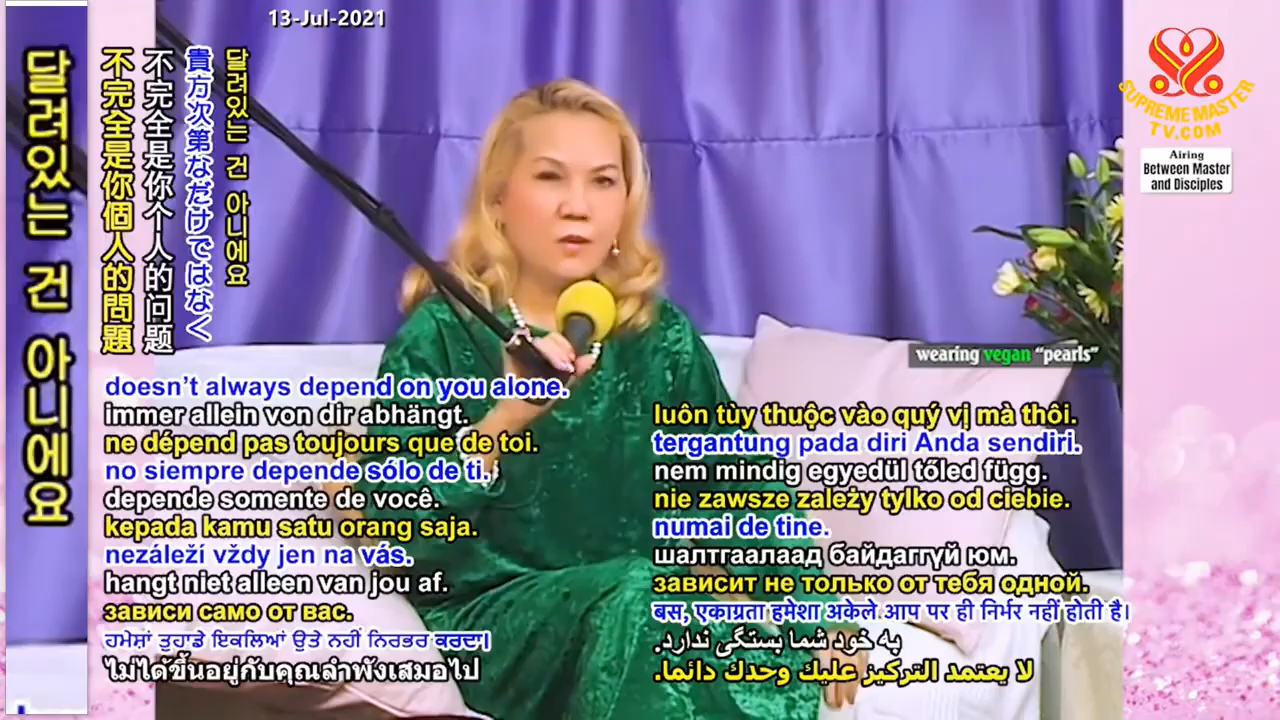 13-Jul-2021
달려있는 건 아니에요
不完全是你個人的問題
不完全是你个人的问题
貴方次第なだけではなく
달려있는 건 아니에요
SUPREME MASTER
TV.COM
Airing
Between Master
and Disciples
wearing vegan “pearls”
doesn’t always depend on you alone.
immer allein von dir abhängt.
ne dépend pas toujours que de toi.
no siempre depende sólo de ti.
depende somente de você.
kepada kamu satu orang saja.
nezáleží vždy jen na vás.
hangt niet alleen van jou af.
зависи само от вас.
ਹਮੇਸ਼ਾਂ ਤੁਹਾਡੇ ਇਕਲਿਆਂ ਉਤੇ ਨਹੀਂ ਨਿਰਭਰ ਕਰਦਾ।
ไม่ได้ขึ้นอยู่กับคุณลำพังเสมอไป
luôn tùy thuộc vào quý vị mà thôi.
tergantung pada diri Anda sendiri.
nem mindig egyedül tőled függ.
nie zawsze zależy tylko od ciebie.
numai de tine.
шалтгаалаад байдаггүй юм.
зависит не только от тебя одной.
बस, एकाग्रता हमेशा अकेले आप पर ही निर्भर नहीं होती है।
به خود شما بستگی ندارد.
لا يعتمد التركيز عليك وحدك دائما.